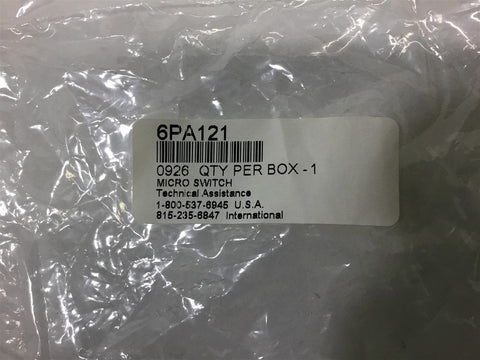 6PA121
0926 QTY PER BOX - 1
MICRO SWITCH
Technical Assistance
1-800-537-6945 U.S.A.
815-235-6847 International